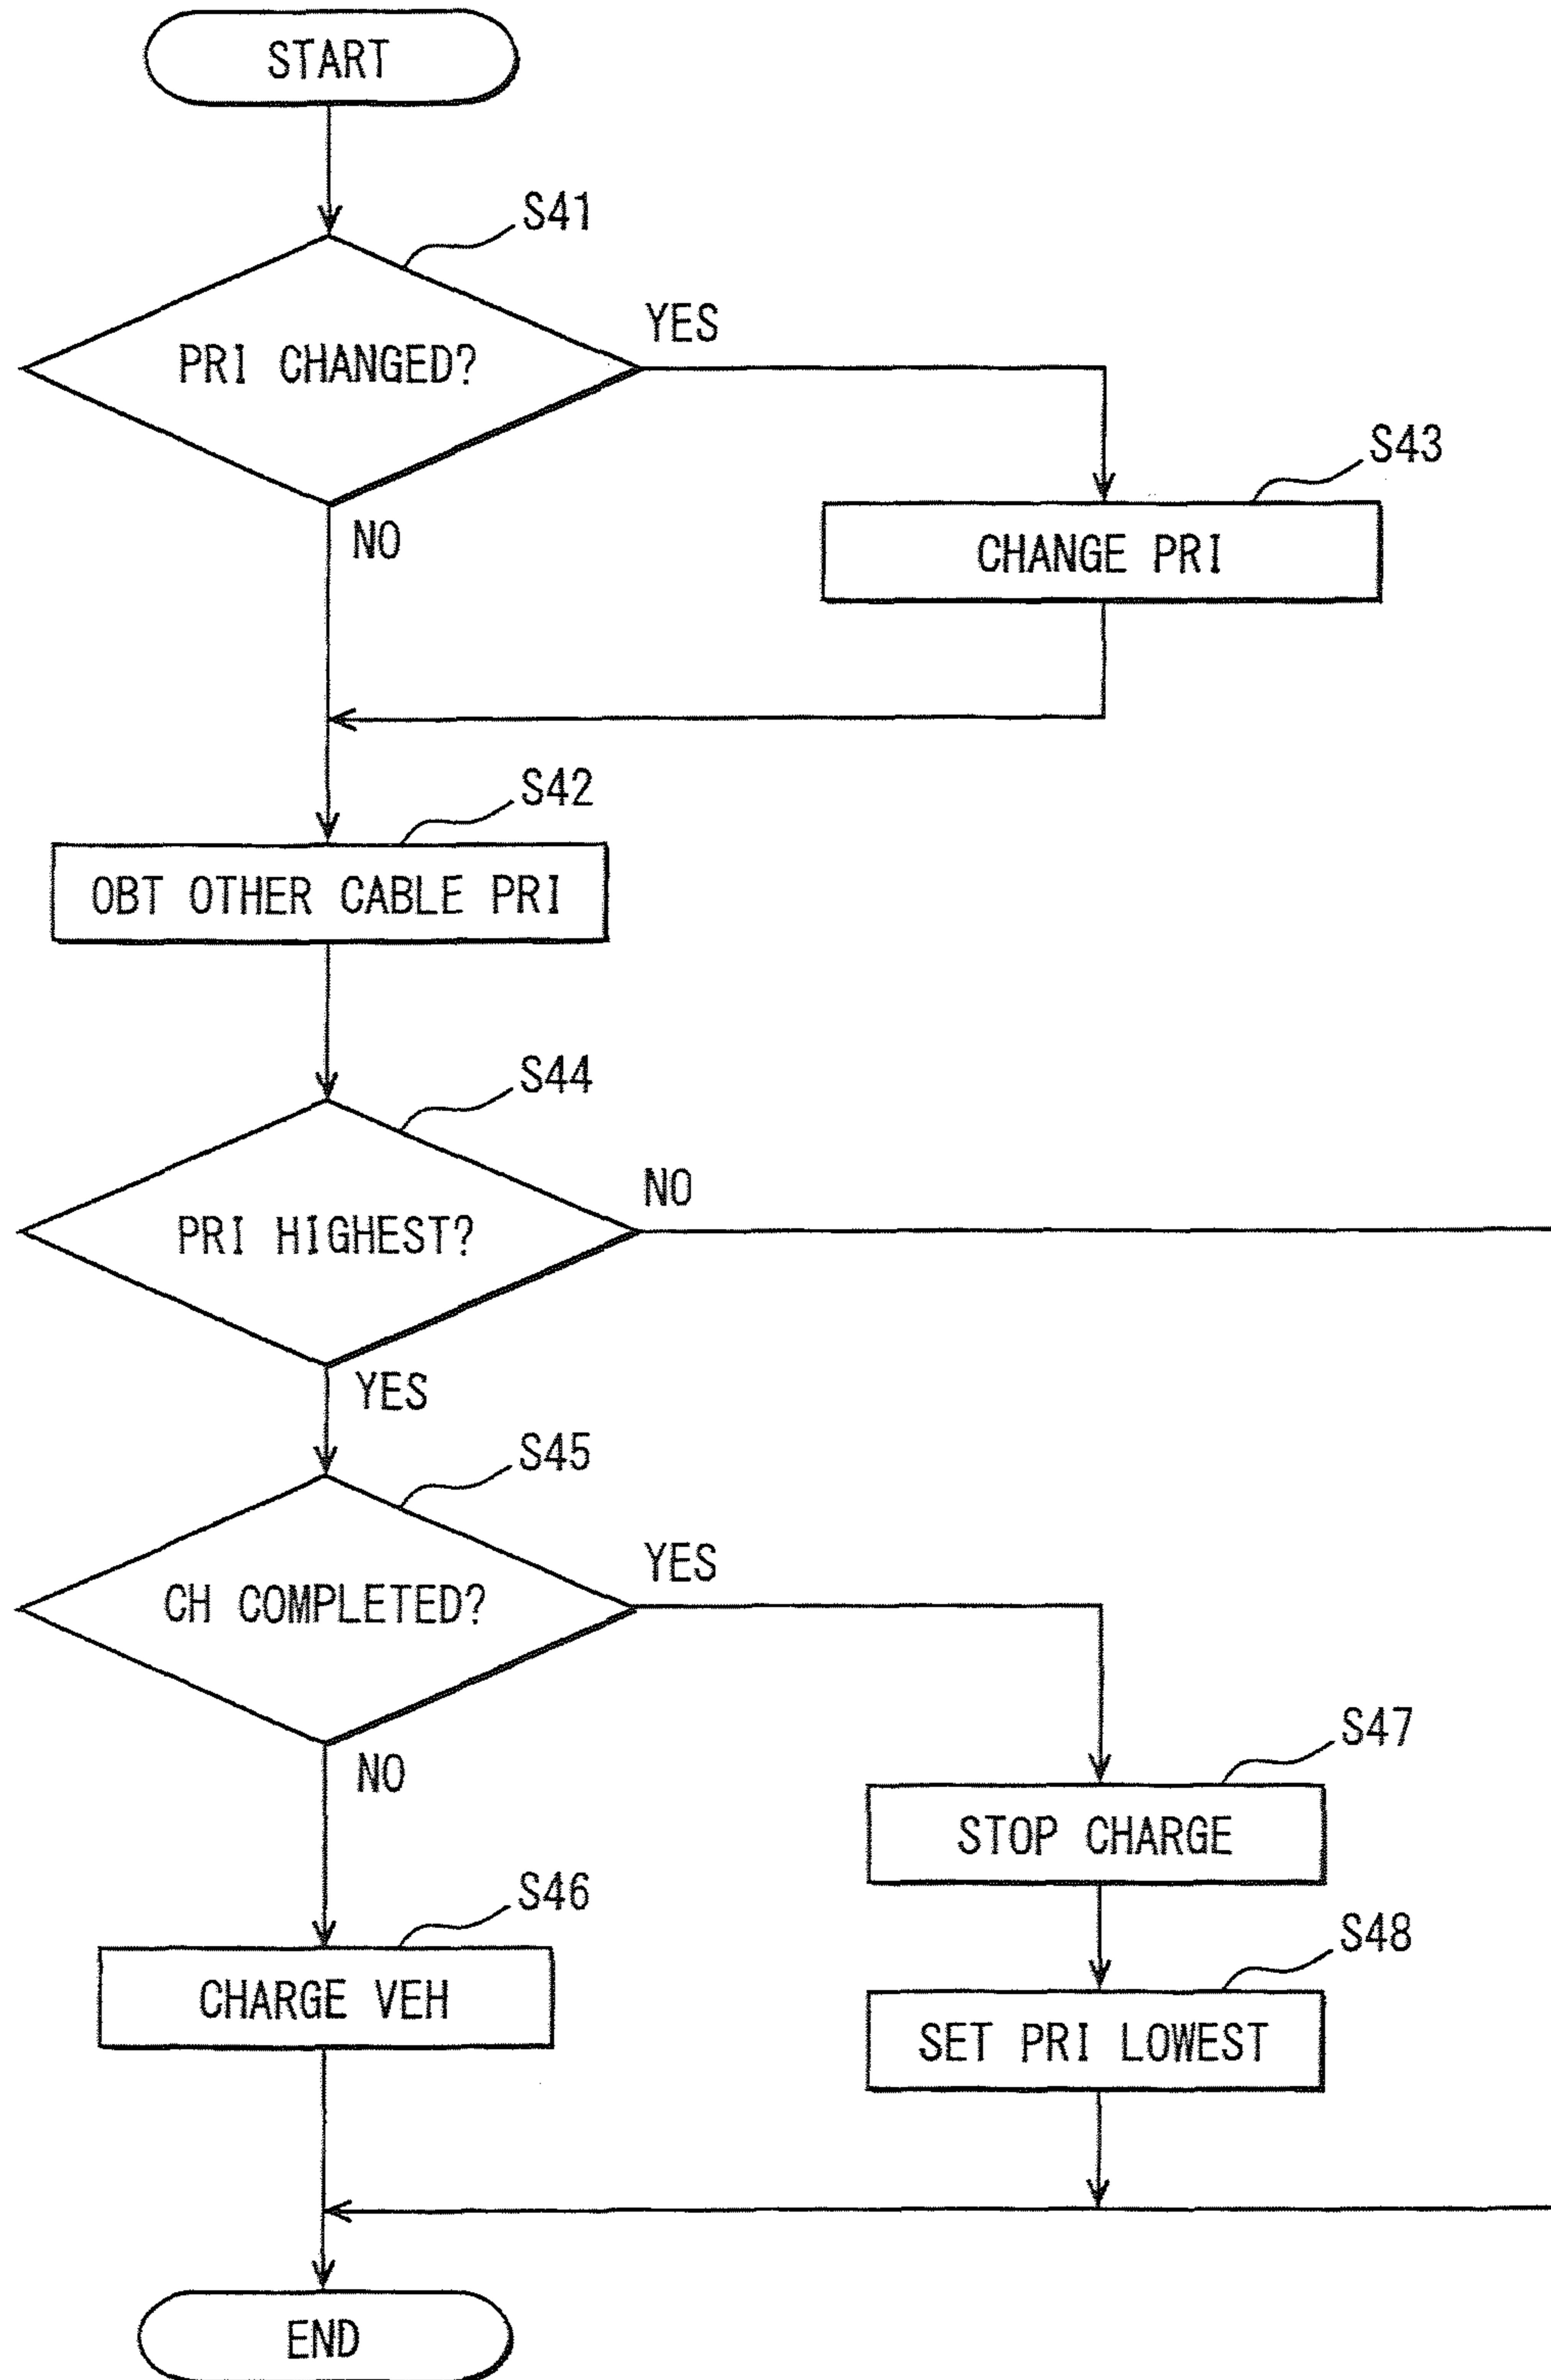 START
S41
YES
PRI CHANGED?
S43
NO
CHANGE PRI
S42
OBT OTHER CABLE PRI
S44
NO
PRI HIGHEST?
YES
S45
YES
CH COMPLETED?
S47
NO
STOP CHARGE
S46
S48
CHARGE VEH
SET PRI LOWEST
END